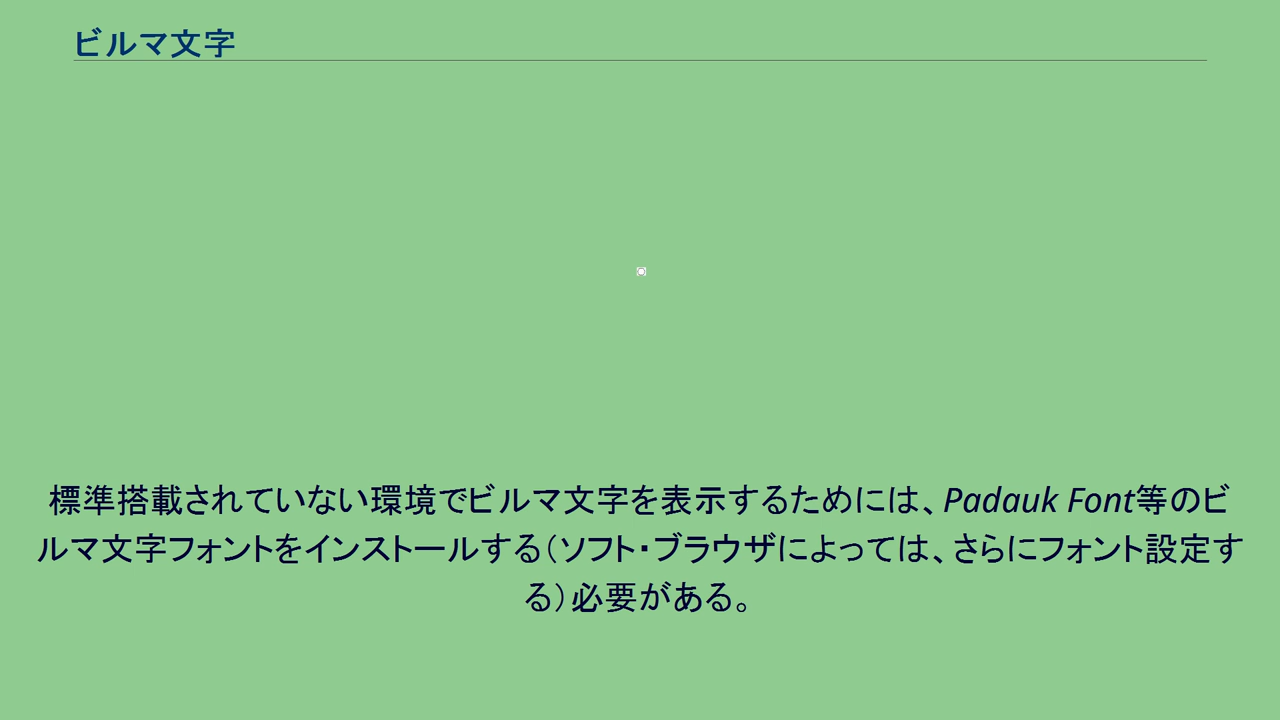 ビルマ文字
標準搭載されていない環境でビルマ文字を表示するためには、Padauk Font等のビ
ルマ文字フォントをインストールする（ソフト・ブラウザによっては、さらにフォント設定す
る）必要がある。